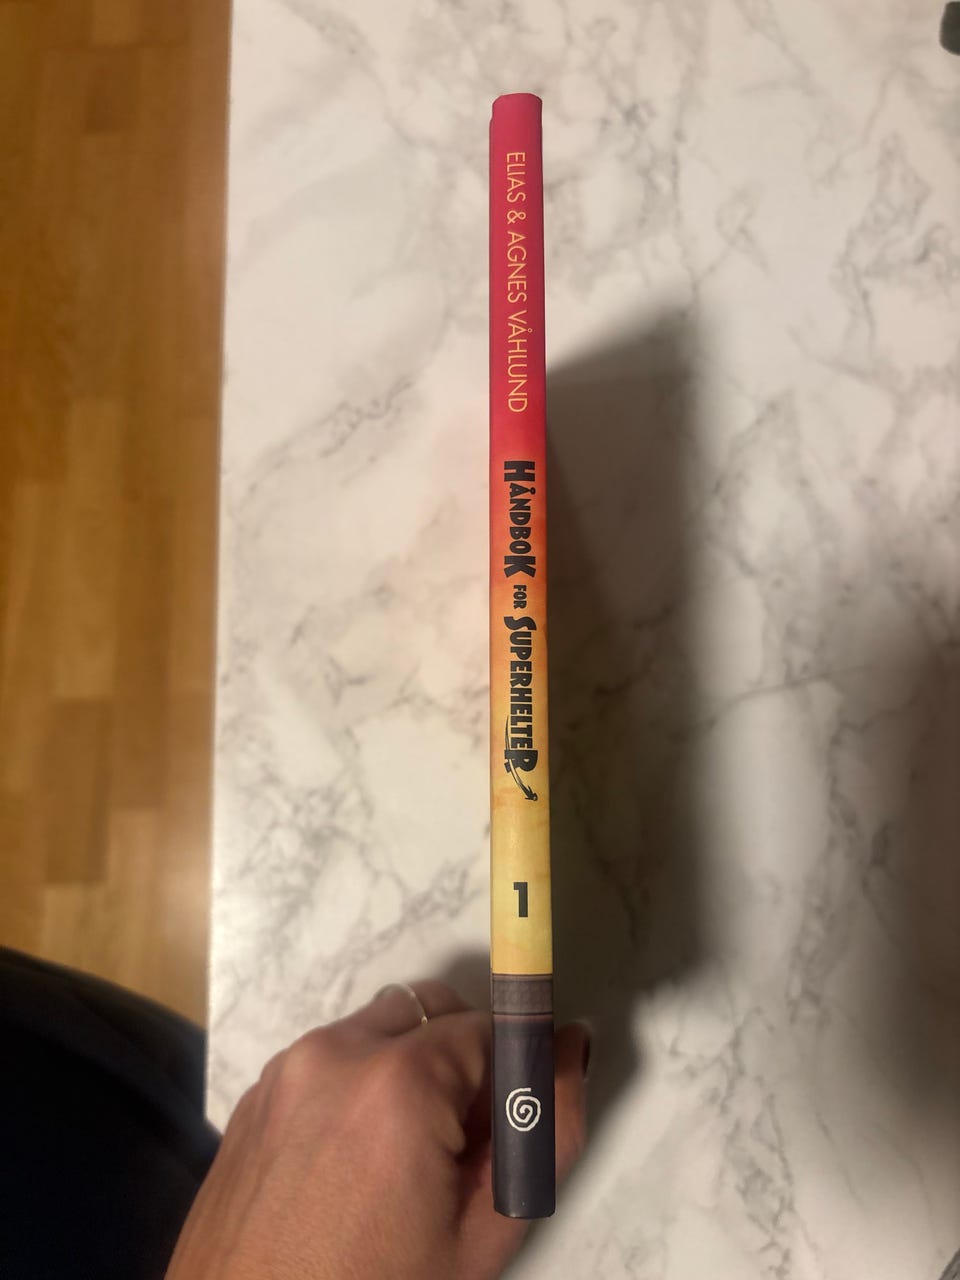 ELIAS & AGNES VÅHLUND
HÅNDBOK FOR SUPERHELTER
1